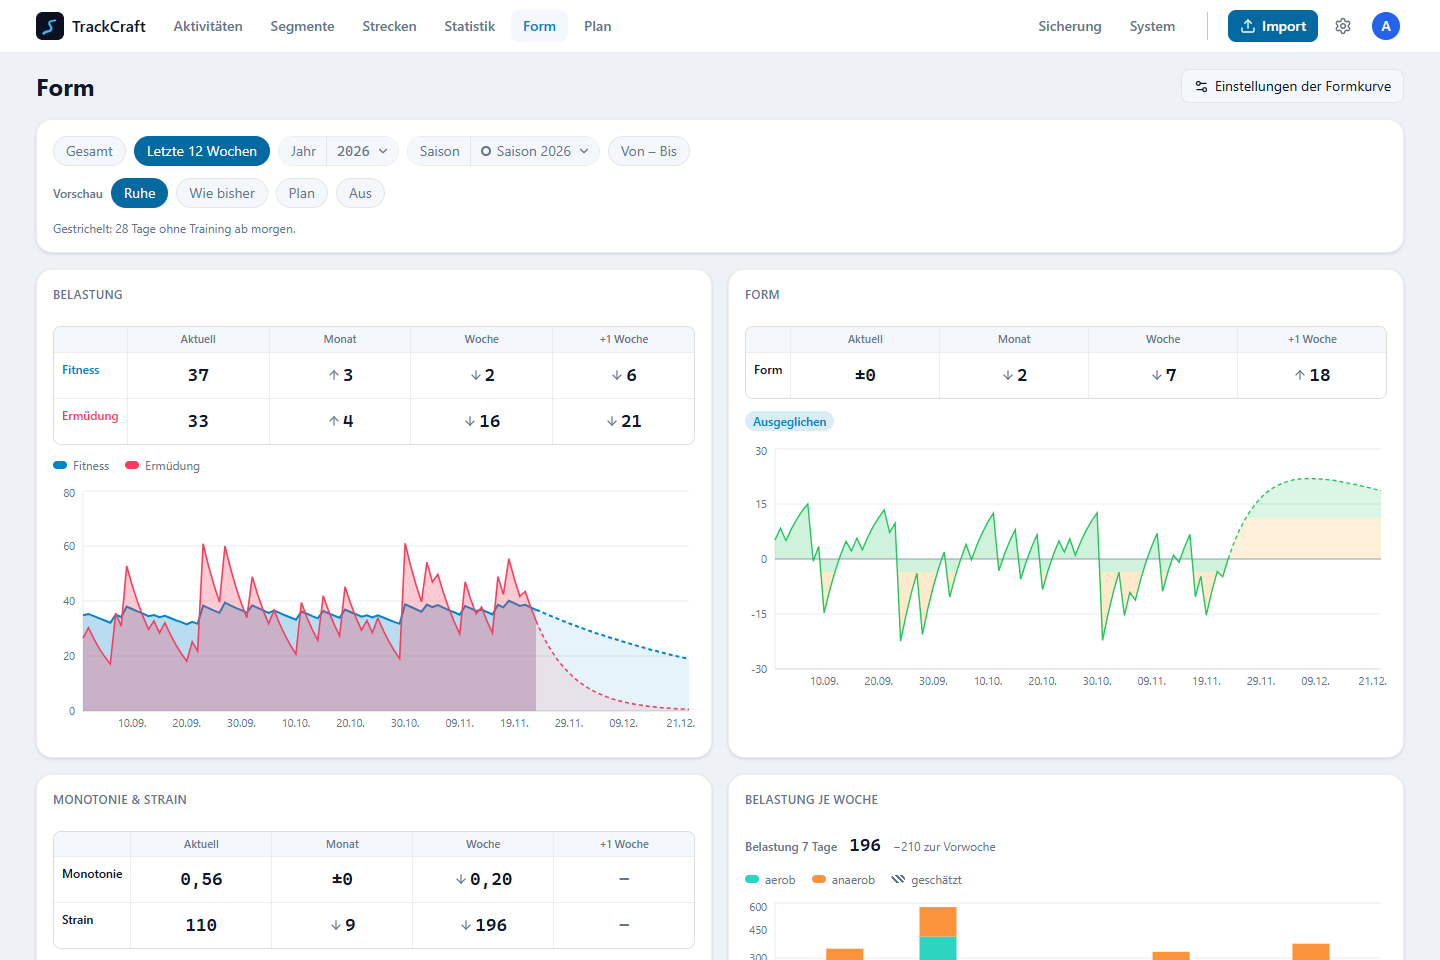 TrackCraft Aktivitäten Segmente Strecken Statistik Form Plan Sicherung System Import A
Form Einstellungen der Formkurve
Gesamt Letzte 12 Wochen Jahr 2026 Saison Saison 2026 Von – Bis
Vorschau Ruhe Wie bisher Plan Aus
Gestrichelt: 28 Tage ohne Training ab morgen.
BELASTUNG
Aktuell Monat Woche +1 Woche
Fitness 37 ↑ 3 ↓ 2 ↓ 6
Ermüdung 33 ↑ 4 ↓ 16 ↓ 21
Fitness Ermüdung
80
60
40
20
0
10.09. 20.09. 30.09. 10.10. 20.10. 30.10. 09.11. 19.11. 29.11. 09.12. 21.12.
FORM
Aktuell Monat Woche +1 Woche
Form ±0 ↓ 2 ↓ 7 ↑ 18
Ausgeglichen
30
15
0
-15
-30
10.09. 20.09. 30.09. 10.10. 20.10. 30.10. 09.11. 19.11. 29.11. 09.12. 21.12.
MONOTONIE & STRAIN
Aktuell Monat Woche +1 Woche
Monotonie 0,56 ±0 ↓ 0,20 –
Strain 110 ↓ 9 ↓ 196 –
BELASTUNG JE WOCHE
Belastung 7 Tage 196 −210 zur Vorwoche
aerob anaerob geschätzt
600
450
300